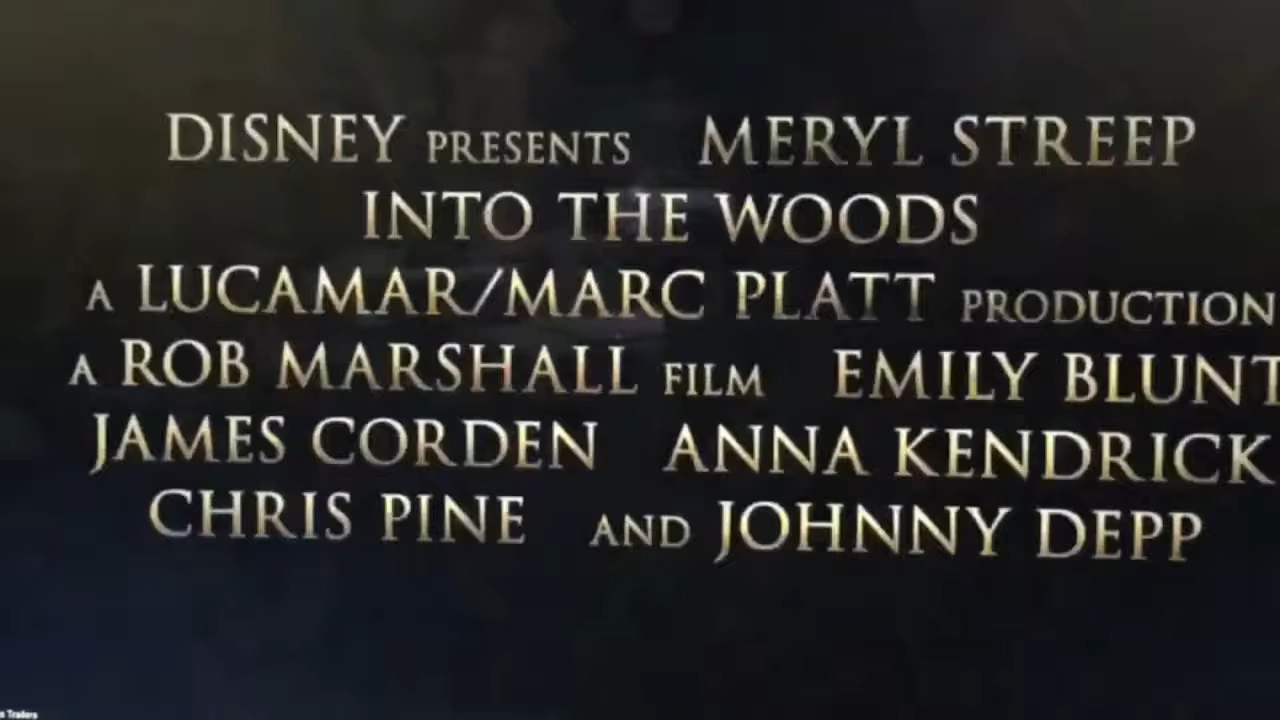 DISNEY PRESENTS MERYL STREEP
INTO THE WOODS
A LUCAMAR/MARC PLATT PRODUCTION
A ROB MARSHALL FILM EMILY BLUNT
JAMES CORDEN ANNA KENDRICK
CHRIS PINE AND JOHNNY DEPP
s Trailers